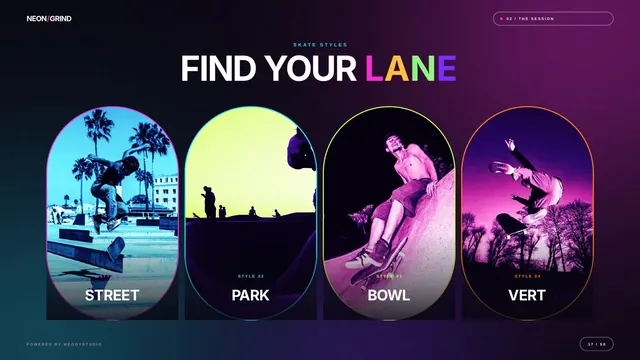 NEON/GRIND
02 / THE SESSION
SKATE STYLES
FIND YOUR LANE
STREET
STYLE 02
PARK
STYLE 03
BOWL
STYLE 04
VERT
POWERED BY NEODYSTUDIO
17 / 50